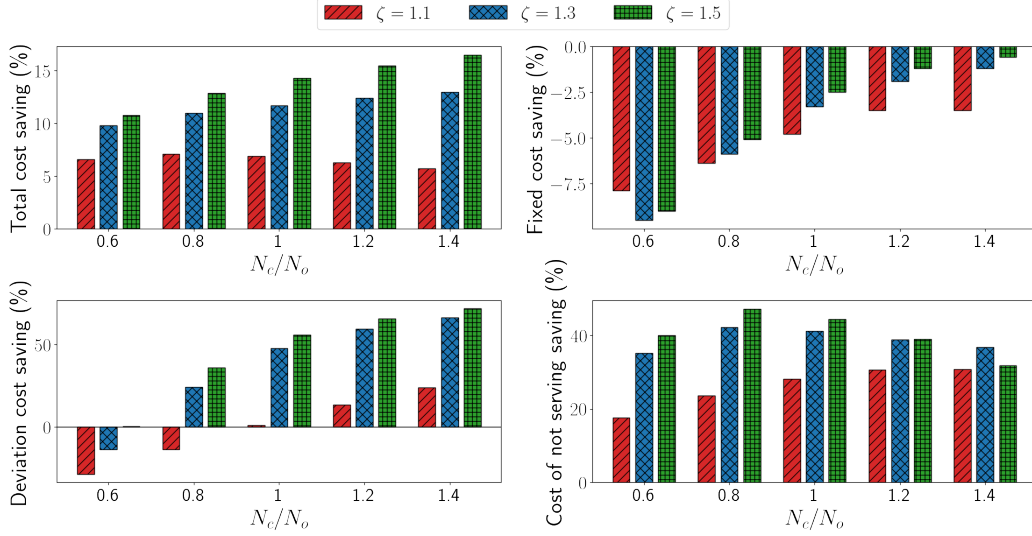 ζ = 1.1 ζ = 1.3 ζ = 1.5
Total cost saving (%)
15
10
5
0
0.6 0.8 1 1.2 1.4
N_c/N_o
Fixed cost saving (%)
0.0
−2.5
−5.0
−7.5
0.6 0.8 1 1.2 1.4
N_c/N_o
Deviation cost saving (%)
50
0
0.6 0.8 1 1.2 1.4
N_c/N_o
Cost of not serving saving (%)
40
20
0
0.6 0.8 1 1.2 1.4
N_c/N_o